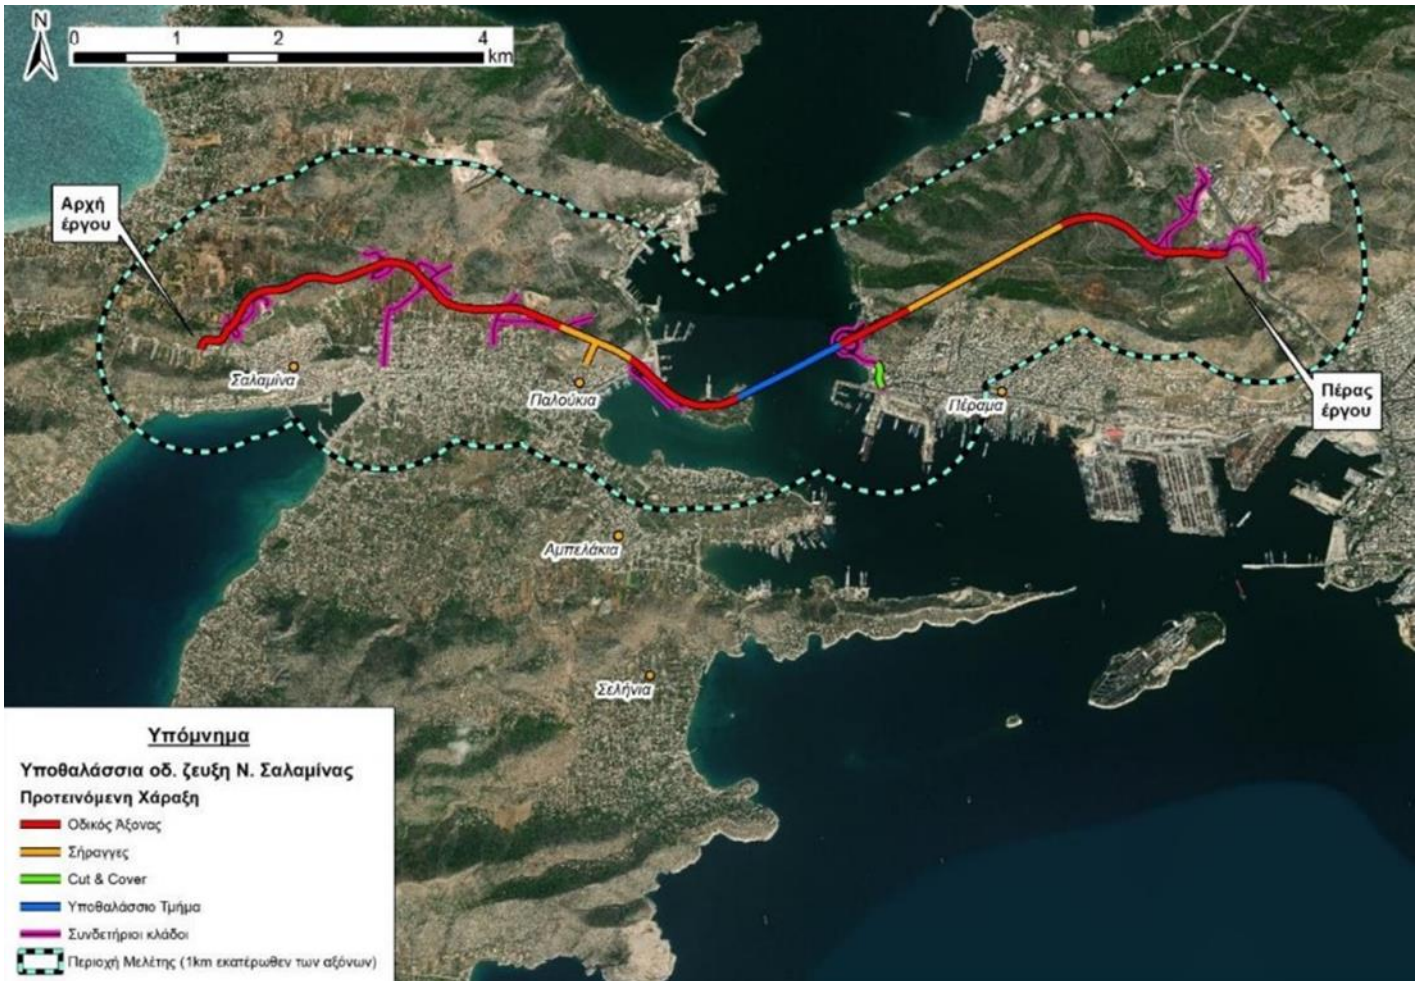 N
0 1 2 4
km
Αρχή
έργου
Σαλαμίνα
Παλούκια
Πέραμα
Πέρας
έργου
Αμπελάκια
Σελήνια
Υπόμνημα
Υποθαλάσσια οδ. ζευξη Ν. Σαλαμίνας
Προτεινόμενη Χάραξη
Οδικός Άξονας
Σήραγγες
Cut & Cover
Υποθαλάσσιο Τμήμα
Συνδετήριοι κλάδοι
Περιοχή Μελέτης (1km εκατέρωθεν των αξόνων)